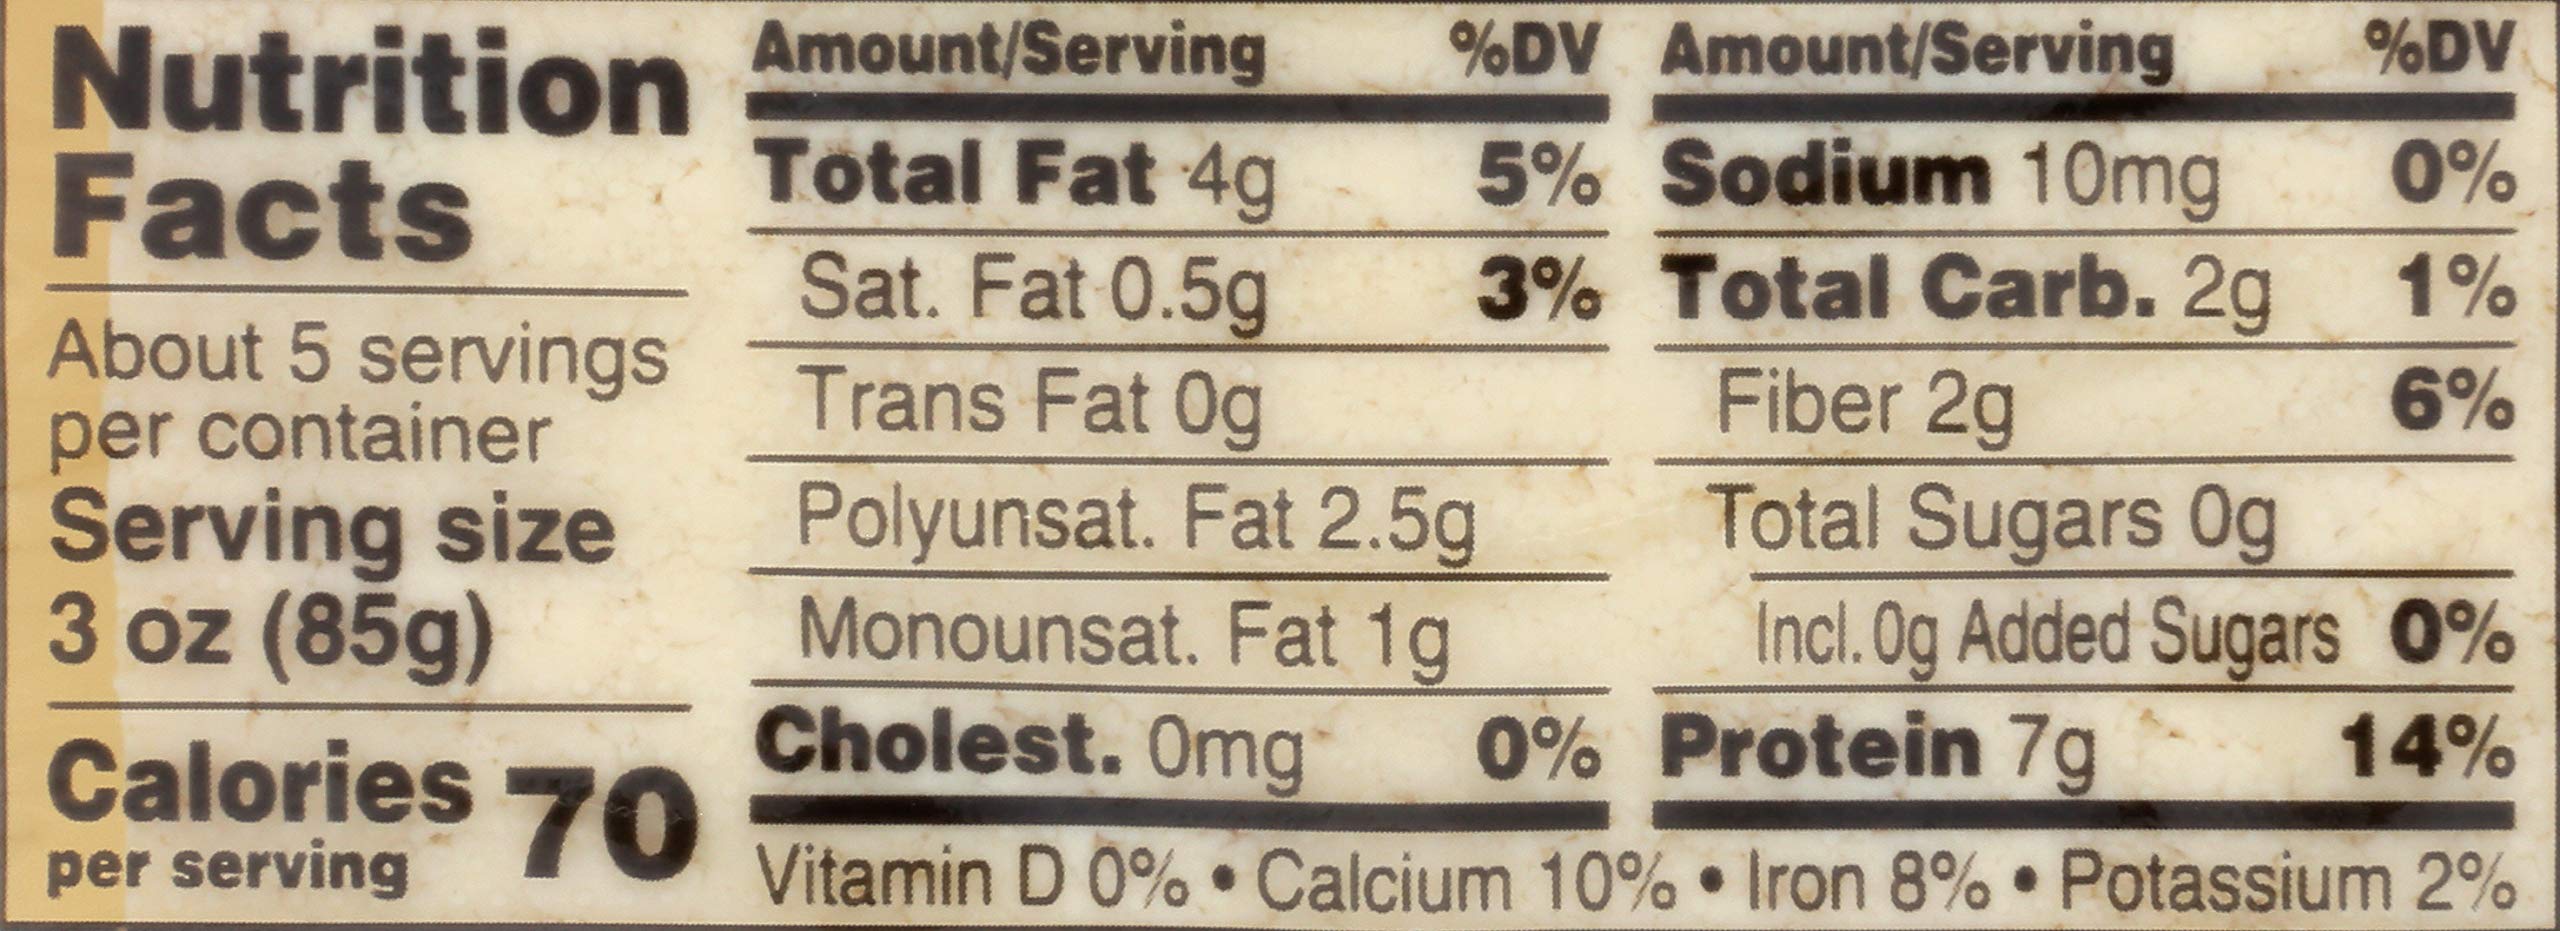 Nutrition
Facts
About 5 servings
per container
Serving size
3 oz (85g)
Calories 70
per serving
Amount/Serving %DV
Total Fat 4g 5%
Sat. Fat 0.5g 3%
Trans Fat 0g
Polyunsat. Fat 2.5g
Monounsat. Fat 1g
Cholest. 0mg 0%
Amount/Serving %DV
Sodium 10mg 0%
Total Carb. 2g 1%
Fiber 2g 6%
Total Sugars 0g
Incl. 0g Added Sugars 0%
Protein 7g 14%
Vitamin D 0% • Calcium 10% • Iron 8% • Potassium 2%